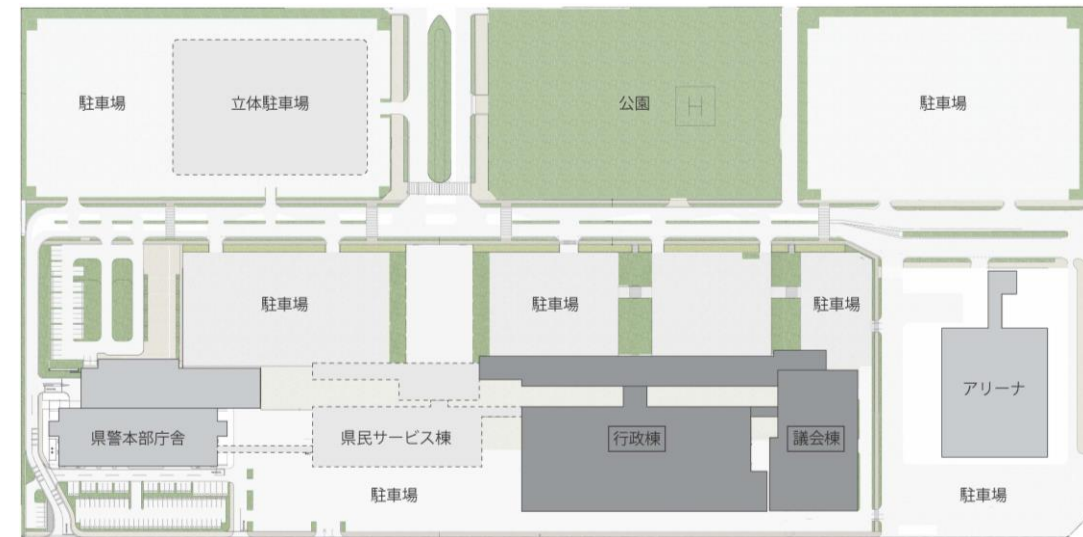 駐車場
立体駐車場
公園
H
駐車場
駐車場
駐車場
駐車場
アリーナ
県警本部庁舎
県民サービス棟
行政棟
議会棟
駐車場
駐車場